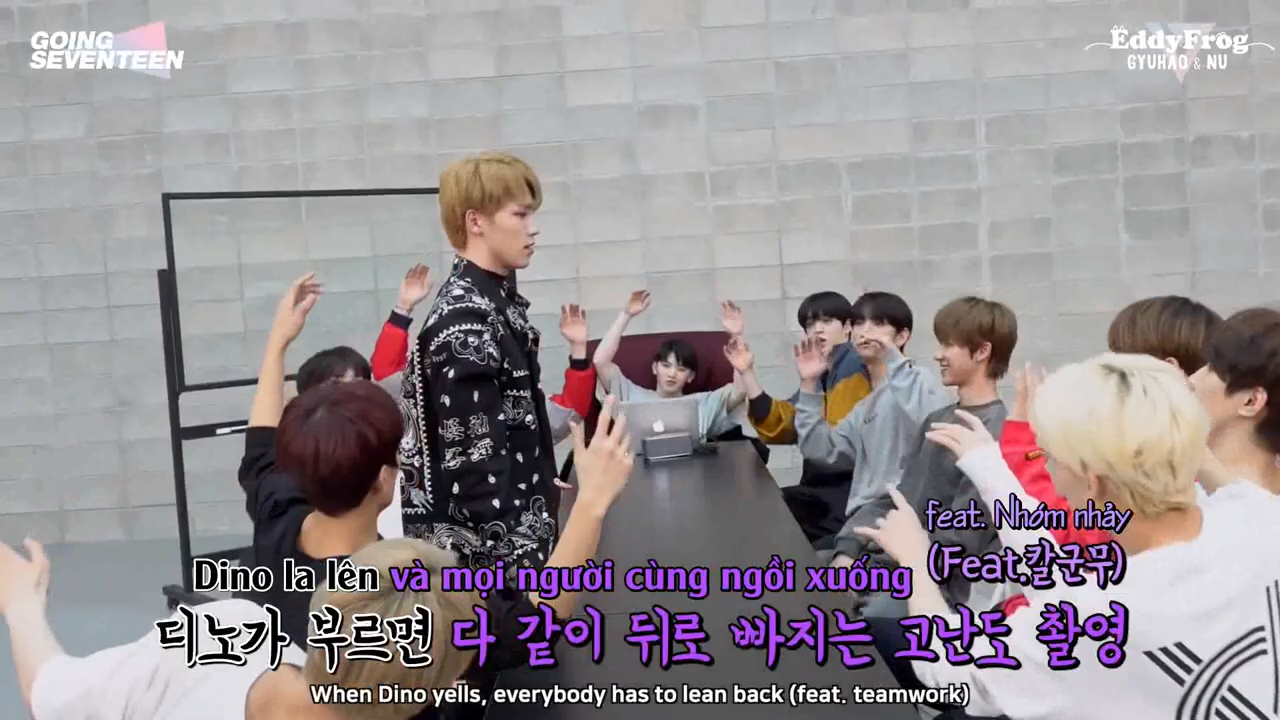 GOING
SEVENTEEN
EddyFrog
GYUHAO & NU
feat. Nhóm nhảy
(Feat.칼군무)
Dino la lên và mọi người cùng ngồi xuống
디노가 부르면 다 같이 뒤로 빠지는 고난도 촬영
When Dino yells, everybody has to lean back (feat. teamwork)